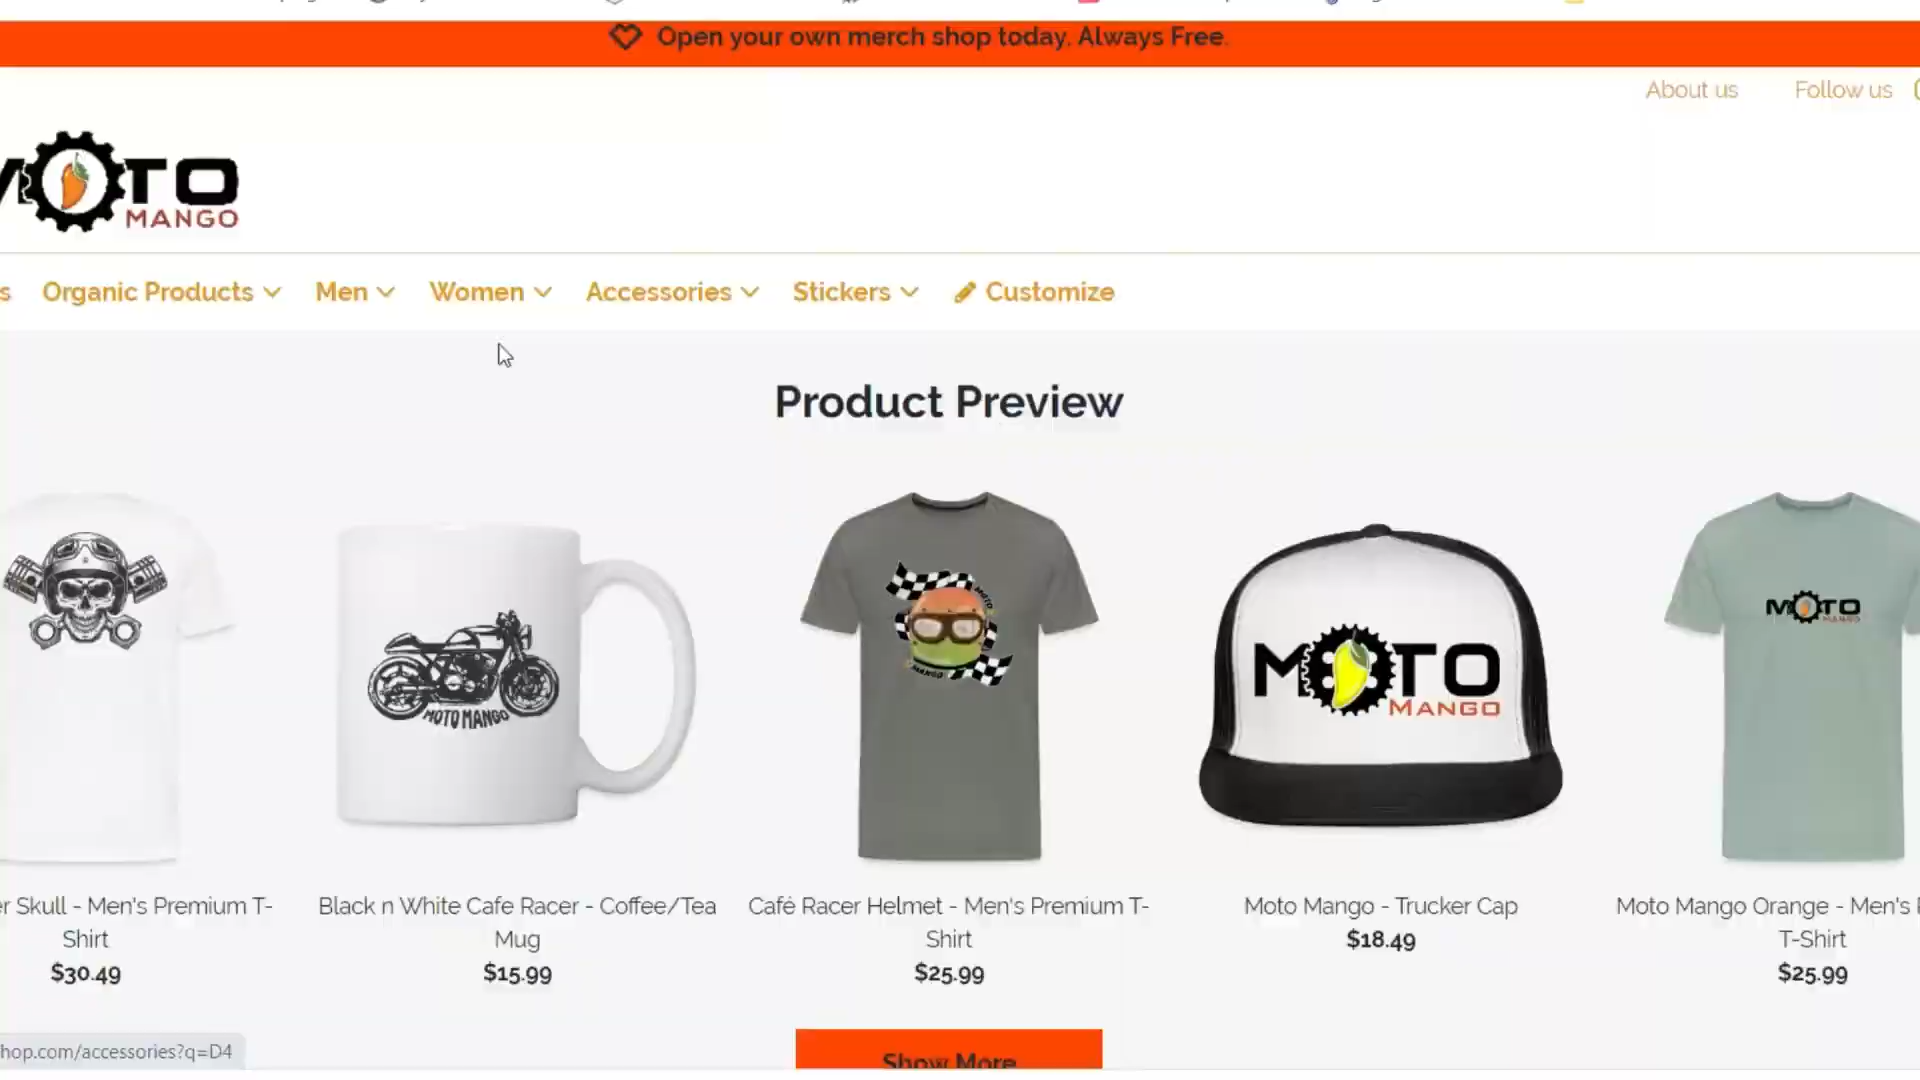 Open your own merch shop today. Always Free.
About us Follow us
MOTO
MANGO
s Organic Products Men Women Accessories Stickers Customize
Product Preview
MOTO
MANGO
MOTO MANGO
MOTO
MANGO
MOTO
MANGO
r Skull - Men's Premium T-
Shirt
$30.49
Black n White Cafe Racer - Coffee/Tea
Mug
$15.99
Café Racer Helmet - Men's Premium T-
Shirt
$25.99
Moto Mango - Trucker Cap
$18.49
Moto Mango Orange - Men's
T-Shirt
$25.99
Show More
hop.com/accessories?q=D4